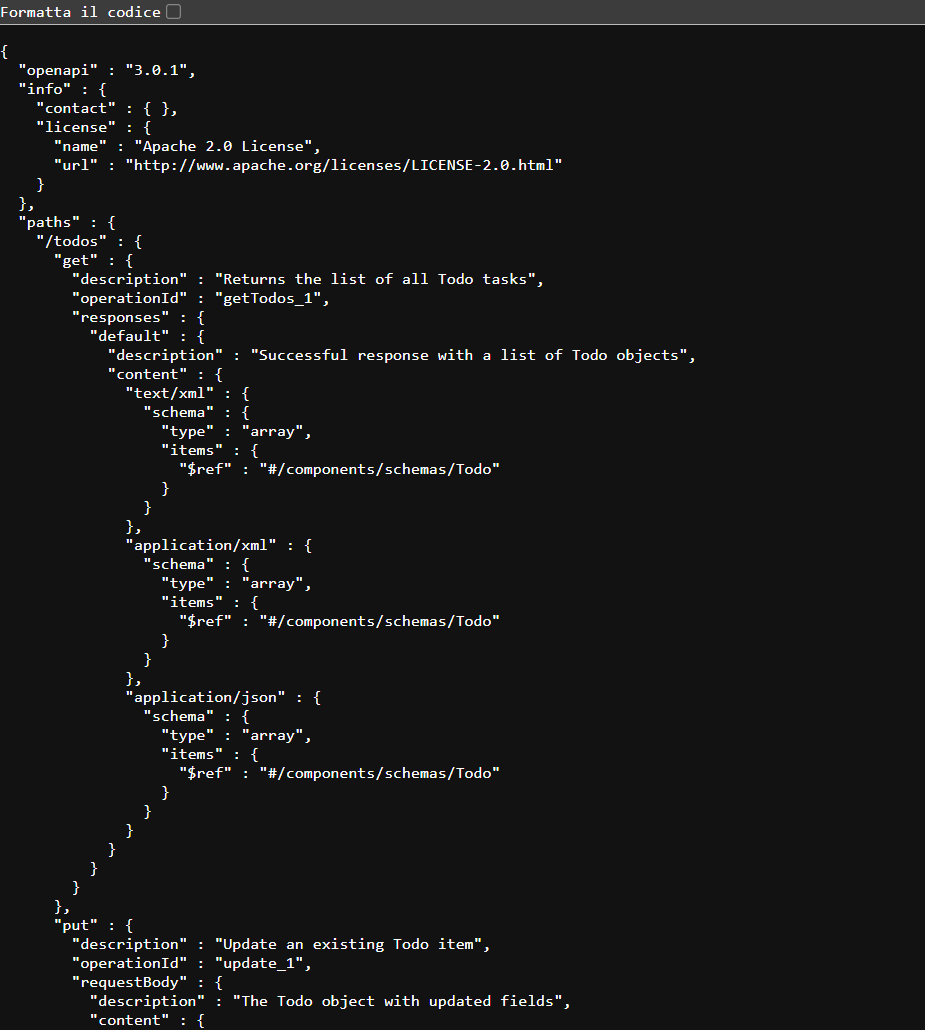 Formatta il codice
{
  "openapi" : "3.0.1",
  "info" : {
    "contact" : { },
    "license" : {
      "name" : "Apache 2.0 License",
      "url" : "http://www.apache.org/licenses/LICENSE-2.0.html"
    }
  },
  "paths" : {
    "/todos" : {
      "get" : {
        "description" : "Returns the list of all Todo tasks",
        "operationId" : "getTodos_1",
        "responses" : {
          "default" : {
            "description" : "Successful response with a list of Todo objects",
            "content" : {
              "text/xml" : {
                "schema" : {
                  "type" : "array",
                  "items" : {
                    "$ref" : "#/components/schemas/Todo"
                  }
                }
              },
              "application/xml" : {
                "schema" : {
                  "type" : "array",
                  "items" : {
                    "$ref" : "#/components/schemas/Todo"
                  }
                }
              },
              "application/json" : {
                "schema" : {
                  "type" : "array",
                  "items" : {
                    "$ref" : "#/components/schemas/Todo"
                  }
                }
              }
            }
          }
        }
      },
      "put" : {
        "description" : "Update an existing Todo item",
        "operationId" : "update_1",
        "requestBody" : {
          "description" : "The Todo object with updated fields",
          "content" : {